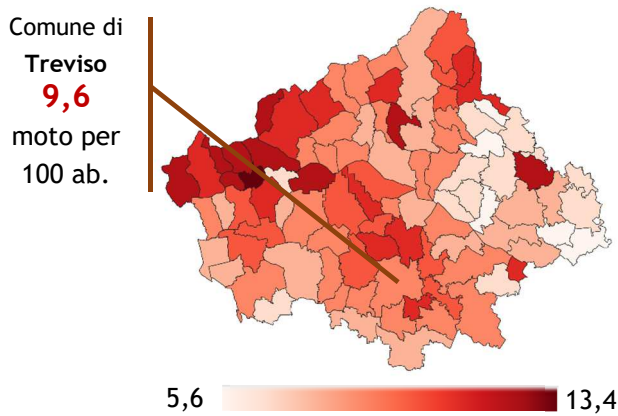 Comune di
Treviso
9,6
moto per
100 ab.
5,6
13,4